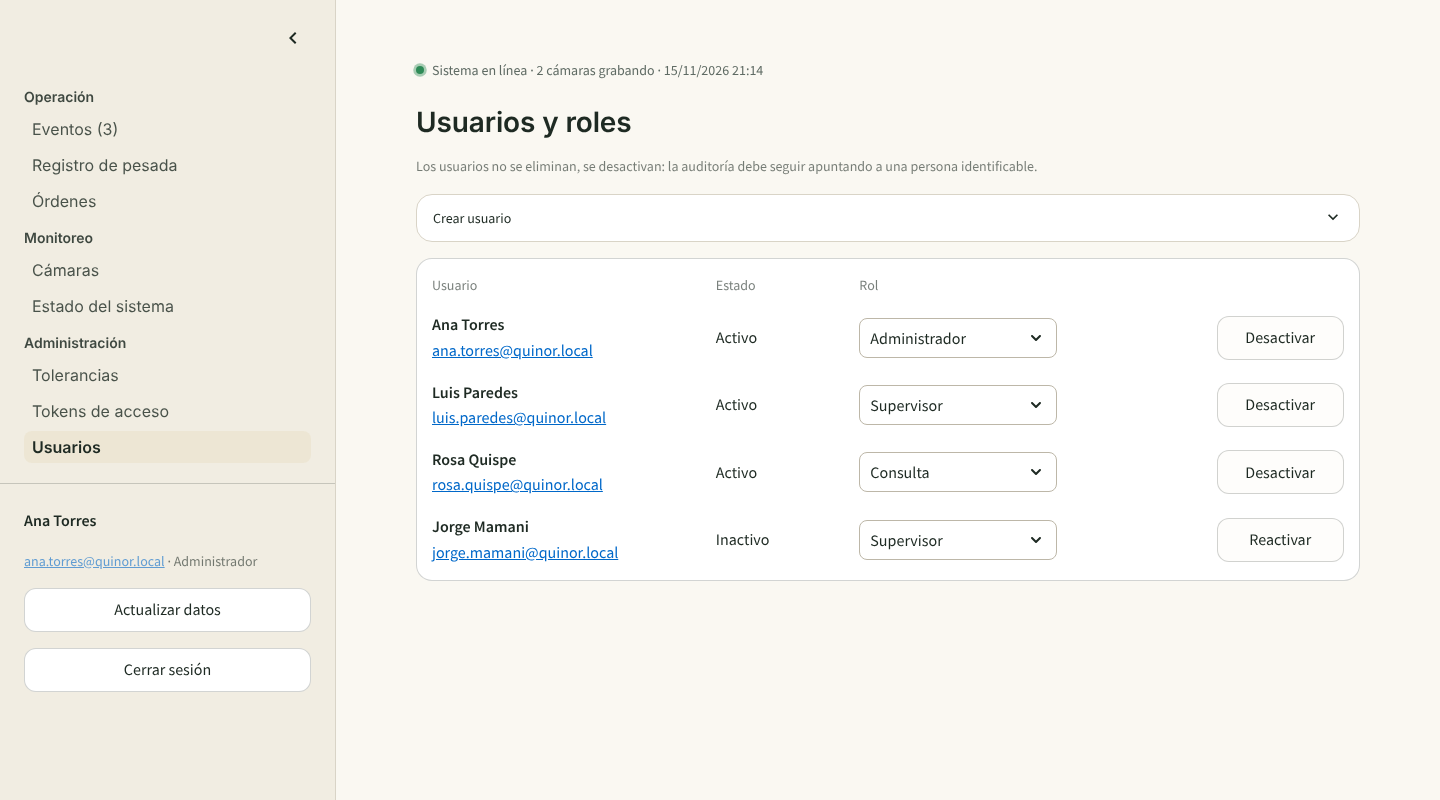 Operación
Eventos (3)
Registro de pesada
Órdenes
Monitoreo
Cámaras
Estado del sistema
Administración
Tolerancias
Tokens de acceso
Usuarios
Ana Torres
ana.torres@quinor.local · Administrador
Actualizar datos
Cerrar sesión
Sistema en línea · 2 cámaras grabando · 15/11/2026 21:14
Usuarios y roles
Los usuarios no se eliminan, se desactivan: la auditoría debe seguir apuntando a una persona identificable.
Crear usuario
Usuario Estado Rol
Ana Torres
ana.torres@quinor.local
Activo Administrador Desactivar
Luis Paredes
luis.paredes@quinor.local
Activo Supervisor Desactivar
Rosa Quispe
rosa.quispe@quinor.local
Activo Consulta Desactivar
Jorge Mamani
jorge.mamani@quinor.local
Inactivo Supervisor Reactivar